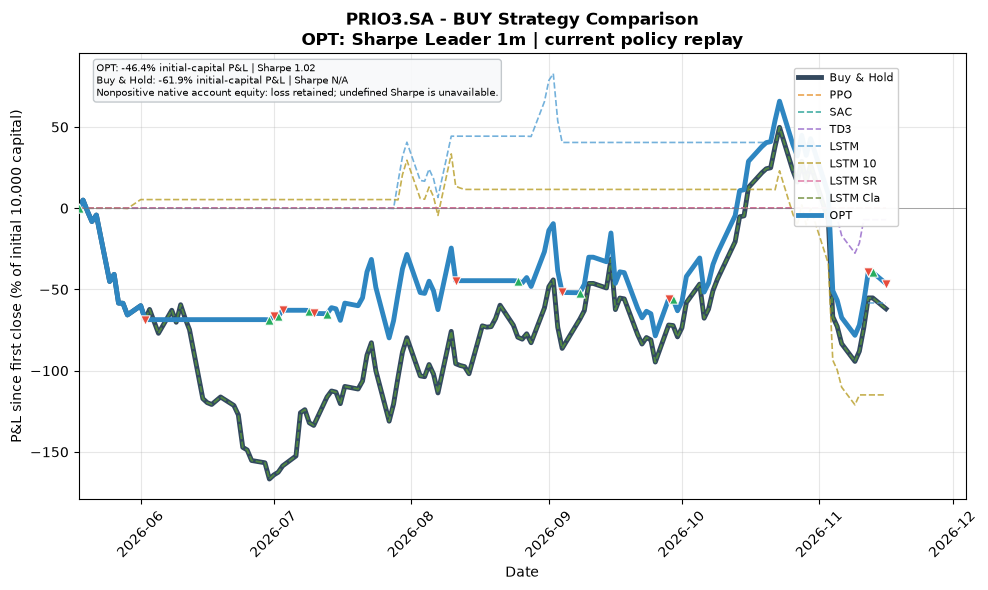 PRIO3.SA - BUY Strategy Comparison
OPT: Sharpe Leader 1m | current policy replay
OPT: -46.4% initial-capital P&L | Sharpe 1.02
Buy & Hold: -61.9% initial-capital P&L | Sharpe N/A
Nonpositive native account equity: loss retained; undefined Sharpe is unavailable.
Buy & Hold
PPO
SAC
TD3
LSTM
LSTM 10
LSTM SR
LSTM Cla
OPT
P&L since first close (% of initial 10,000 capital)
50
0
−50
−100
−150
2026-06
2026-07
2026-08
2026-09
2026-10
2026-11
2026-12
Date